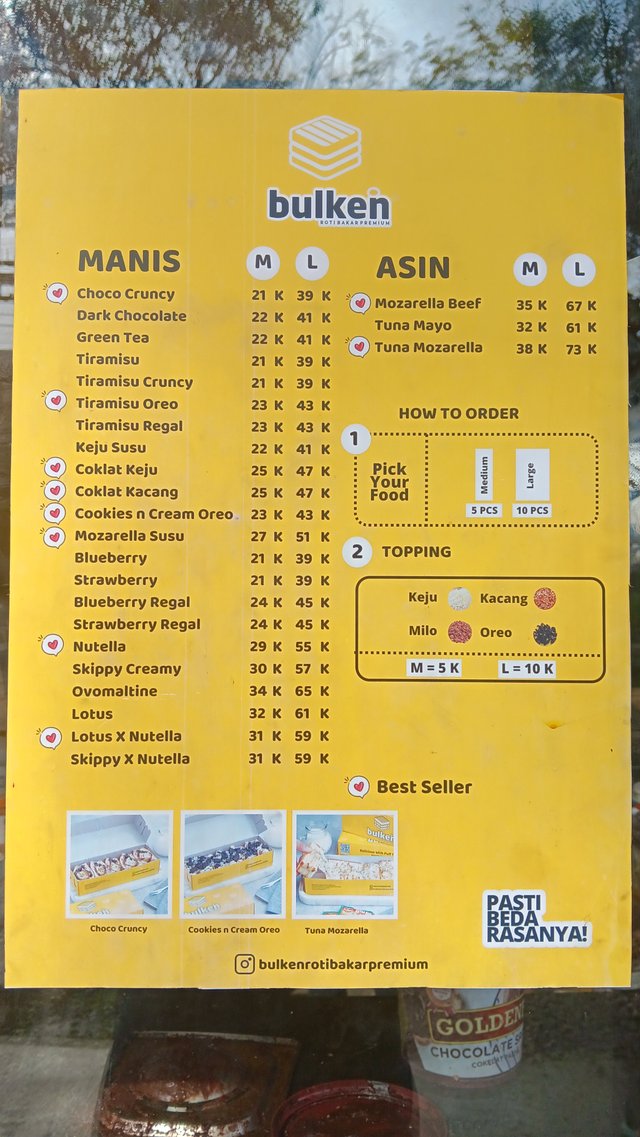 bulken
ROTI BAKAR PREMIUM
MANIS M L
Choco Cruncy 21 K 39 K
Dark Chocolate 22 K 41 K
Green Tea 22 K 41 K
Tiramisu 21 K 39 K
Tiramisu Cruncy 21 K 39 K
Tiramisu Oreo 23 K 43 K
Tiramisu Regal 23 K 43 K
Keju Susu 22 K 41 K
Coklat Keju 25 K 47 K
Coklat Kacang 25 K 47 K
Cookies n Cream Oreo 23 K 43 K
Mozarella Susu 27 K 51 K
Blueberry 21 K 39 K
Strawberry 21 K 39 K
Blueberry Regal 24 K 45 K
Strawberry Regal 24 K 45 K
Nutella 29 K 55 K
Skippy Creamy 30 K 57 K
Ovomaltine 34 K 65 K
Lotus 32 K 61 K
Lotus X Nutella 31 K 59 K
Skippy X Nutella 31 K 59 K
ASIN M L
Mozarella Beef 35 K 67 K
Tuna Mayo 32 K 61 K
Tuna Mozarella 38 K 73 K
HOW TO ORDER
1
Pick
Your
Food
Medium Large
5 PCS 10 PCS
2 TOPPING
Keju Kacang
Milo Oreo
M = 5 K L = 10 K
Best Seller
bulken
bulken
Choco Cruncy Cookies n Cream Oreo Tuna Mozarella
PASTI
BEDA
RASANYA!
bulkenrotibakarpremium
GOLDEN
CHOCOLATE